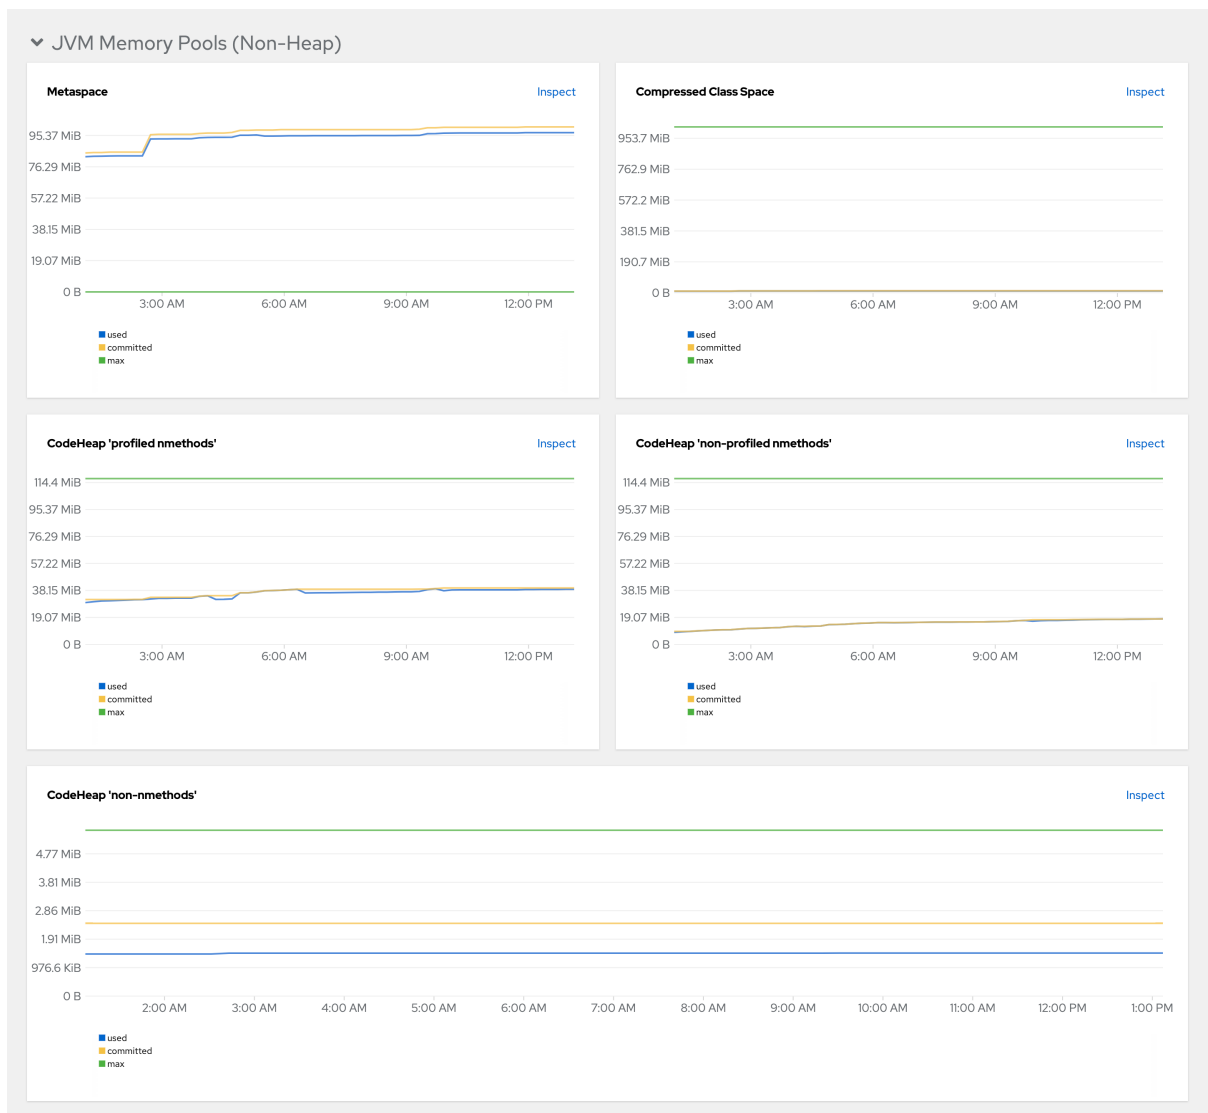 JVM Memory Pools (Non-Heap)
Metaspace
Inspect
95.37 MiB
76.29 MiB
57.22 MiB
38.15 MiB
19.07 MiB
0 B
3:00 AM 6:00 AM 9:00 AM 12:00 PM
used
committed
max
Compressed Class Space
Inspect
953.7 MiB
762.9 MiB
572.2 MiB
381.5 MiB
190.7 MiB
0 B
3:00 AM 6:00 AM 9:00 AM 12:00 PM
used
committed
max
CodeHeap 'profiled nmethods'
Inspect
114.4 MiB
95.37 MiB
76.29 MiB
57.22 MiB
38.15 MiB
19.07 MiB
0 B
3:00 AM 6:00 AM 9:00 AM 12:00 PM
used
committed
max
CodeHeap 'non-profiled nmethods'
Inspect
114.4 MiB
95.37 MiB
76.29 MiB
57.22 MiB
38.15 MiB
19.07 MiB
0 B
3:00 AM 6:00 AM 9:00 AM 12:00 PM
used
committed
max
CodeHeap 'non-nmethods'
Inspect
4.77 MiB
3.81 MiB
2.86 MiB
1.91 MiB
976.6 KiB
0 B
2:00 AM 3:00 AM 4:00 AM 5:00 AM 6:00 AM 7:00 AM 8:00 AM 9:00 AM 10:00 AM 11:00 AM 12:00 PM 1:00 PM
used
committed
max